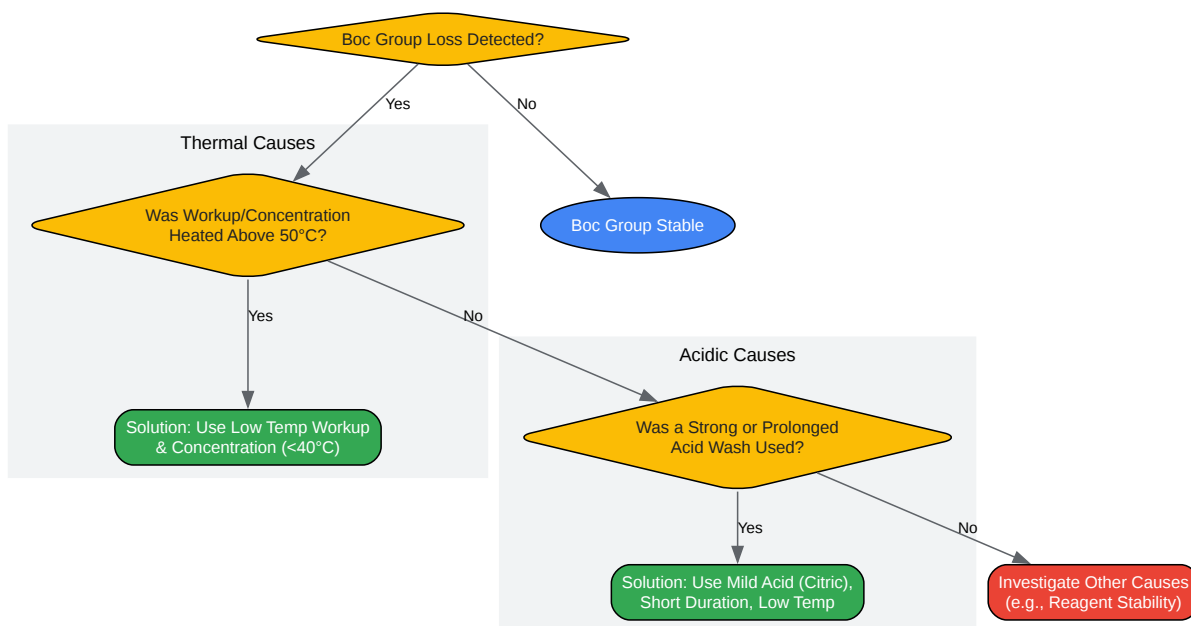 Boc Group Loss Detected?
Yes
No
Thermal Causes
Was Workup/Concentration
Heated Above 50°C?
Boc Group Stable
Yes
No
Acidic Causes
Solution: Use Low Temp Workup
& Concentration (<40°C)
Was a Strong or Prolonged
Acid Wash Used?
Yes
No
Solution: Use Mild Acid (Citric),
Short Duration, Low Temp
Investigate Other Causes
(e.g., Reagent Stability)